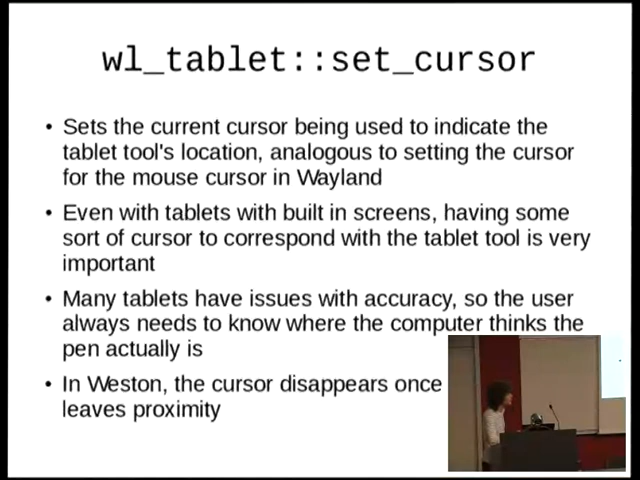 wl_tablet::set_cursor
• Sets the current cursor being used to indicate the
tablet tool's location, analogous to setting the cursor
for the mouse cursor in Wayland
• Even with tablets with built in screens, having some
sort of cursor to correspond with the tablet tool is very
important
• Many tablets have issues with accuracy, so the user
always needs to know where the computer thinks the
pen actually is
• In Weston, the cursor disappears once
leaves proximity